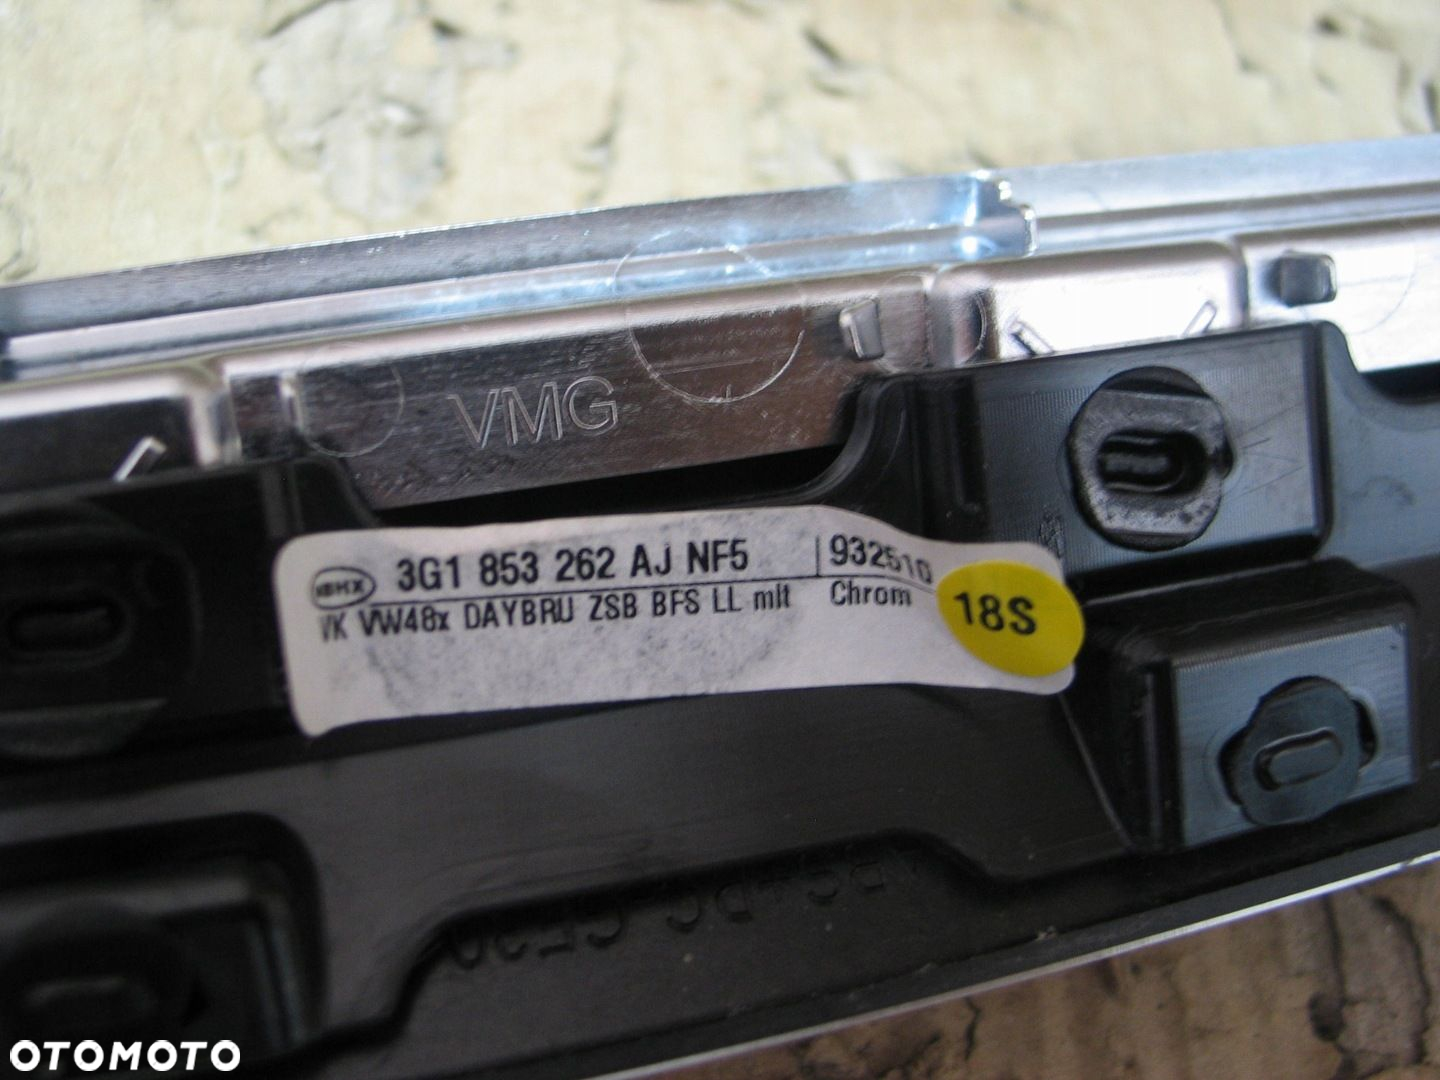 VMG
3G1 853 262 AJ NF5
932510
VK VW48x DAYBRU ZSB BFS LL mit Chrom
18S
OTOMOTO